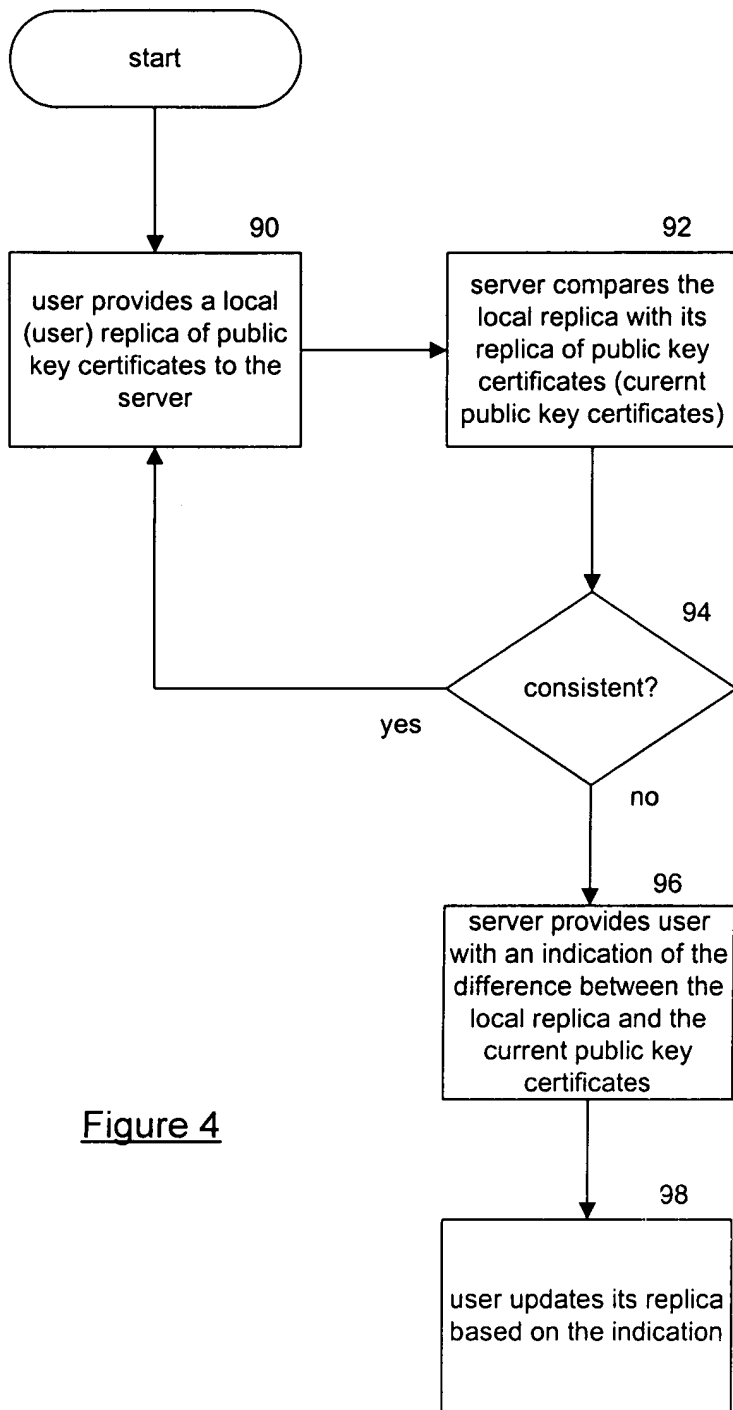 start
90
user provides a local
(user) replica of public
key certificates to the
server
92
server compares the
local replica with its
replica of public key
certificates (curernt
public key certificates)
94
consistent?
yes
no
96
server provides user
with an indication of the
difference between the
local replica and the
current public key
certificates
Figure 4
98
user updates its replica
based on the indication